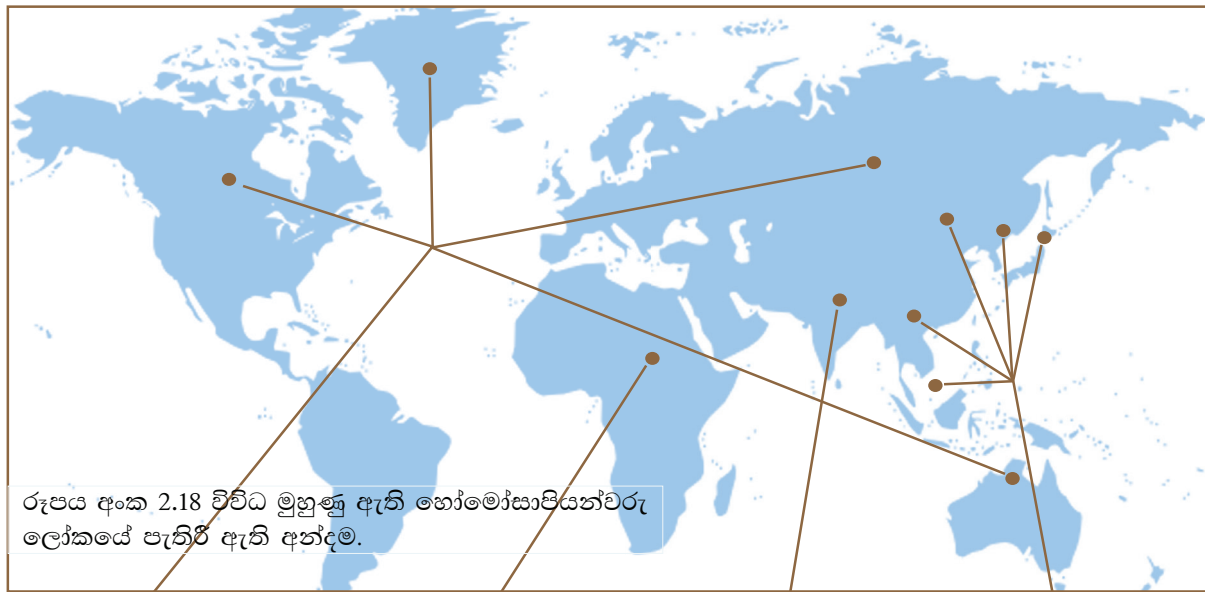 රූපය අංක 2.18 විවිධ මුහුණු ඇති හෝමෝසාපියන්වරු
ලෝකයේ පැතිරී ඇති අන්දම.